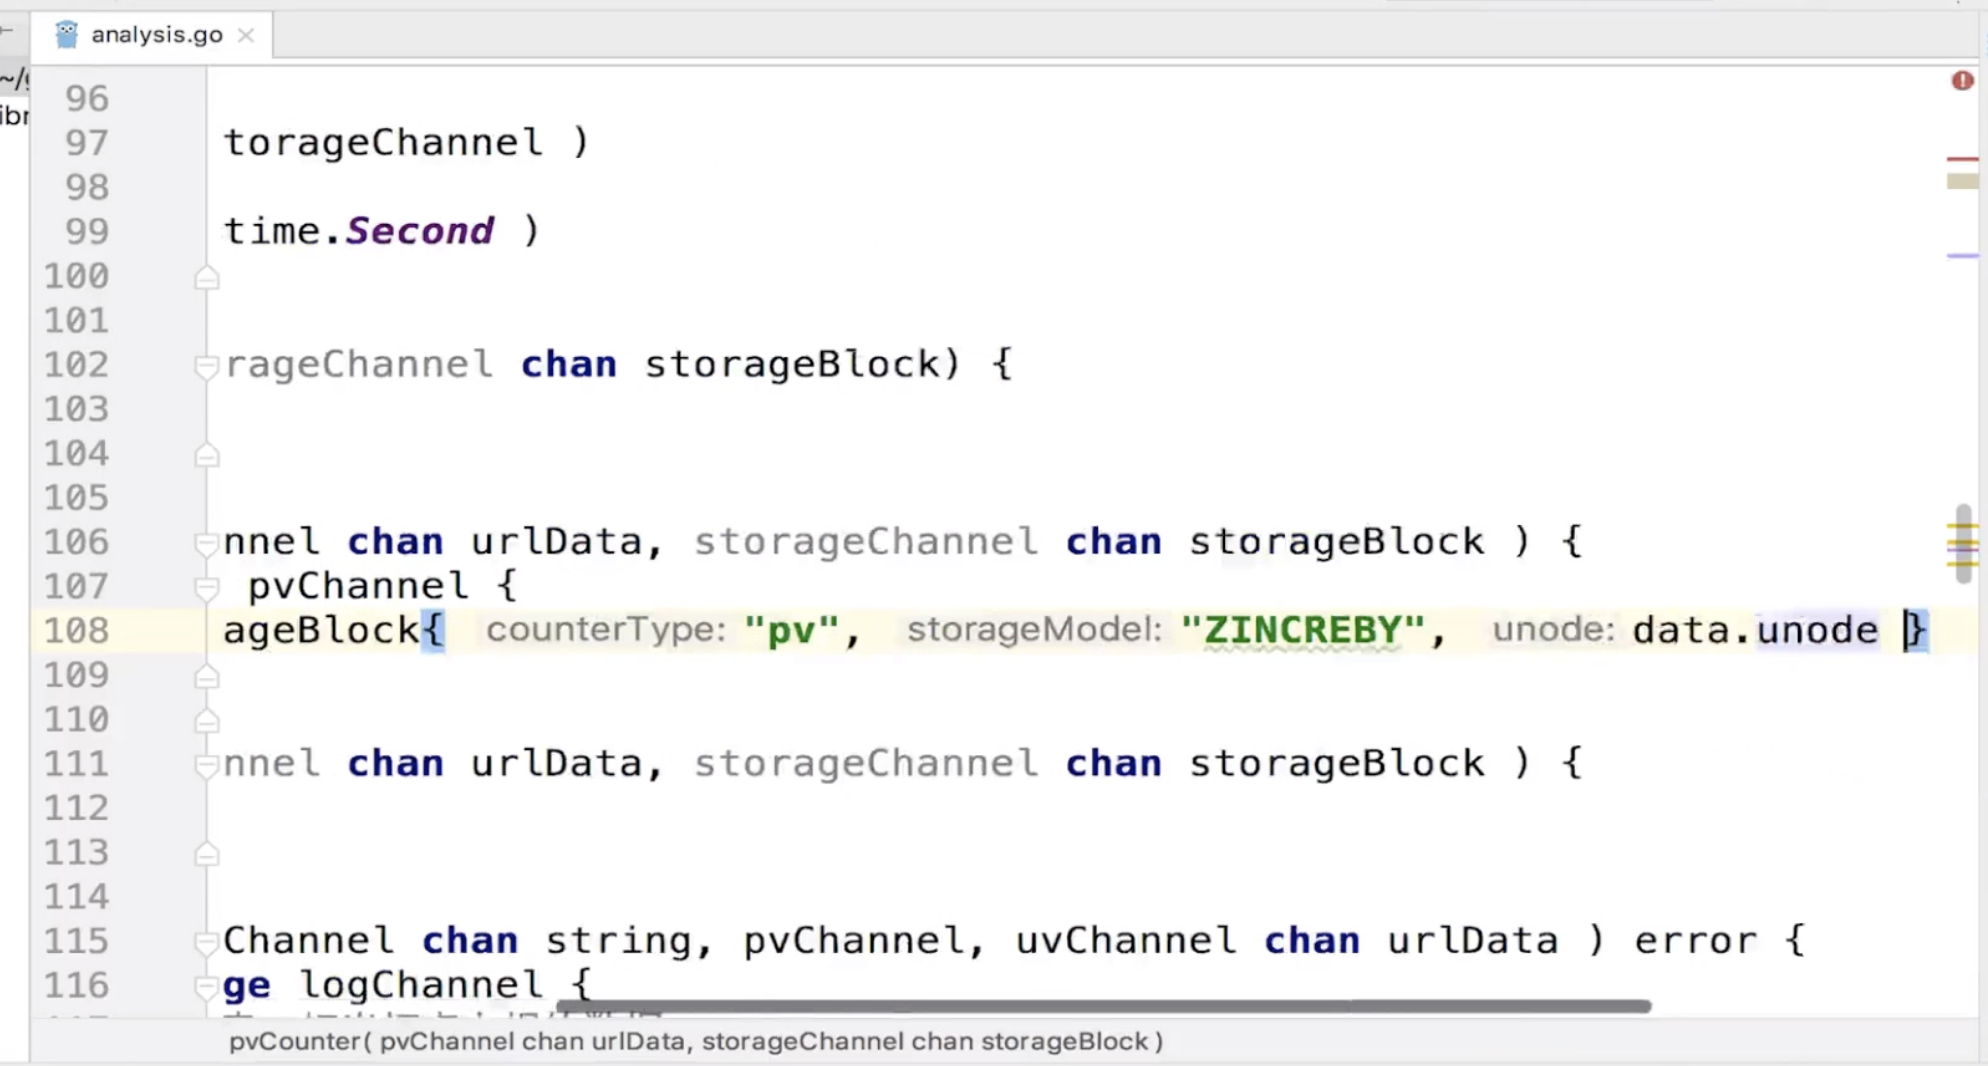 analysis.go
~/g
ibr
96
97 torageChannel )
98
99 time.Second )
100
101
102 rageChannel chan storageBlock) {
103
104
105
106 nnel chan urlData, storageChannel chan storageBlock ) {
107 pvChannel {
108 ageBlock{ counterType: "pv", storageModel: "ZINCREBY", unode: data.unode }
109
110
111 nnel chan urlData, storageChannel chan storageBlock ) {
112
113
114
115 Channel chan string, pvChannel, uvChannel chan urlData ) error {
116 ge logChannel {
pvCounter( pvChannel chan urlData, storageChannel chan storageBlock )